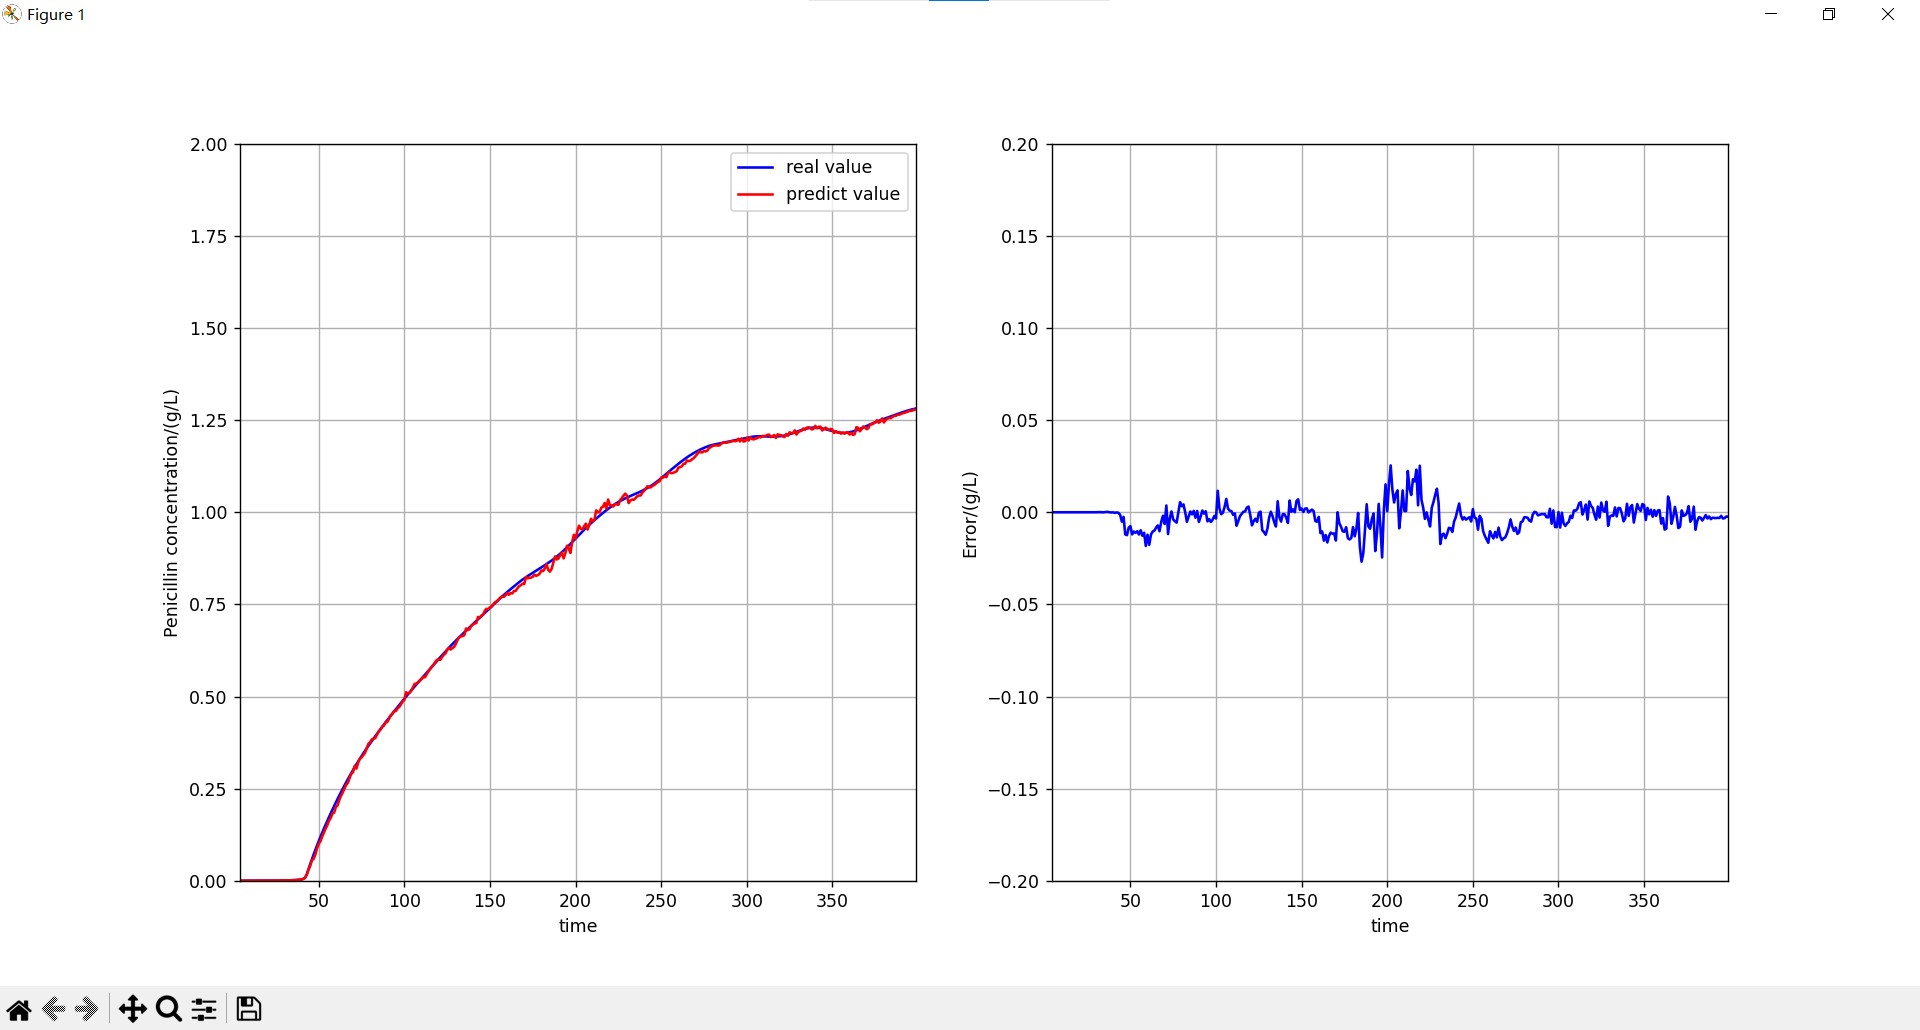 Figure 1
2.00
1.75
1.50
1.25
1.00
0.75
0.50
0.25
0.00
Penicillin concentration/(g/L)
real value
predict value
50 100 150 200 250 300 350
time
0.20
0.15
0.10
0.05
0.00
−0.05
−0.10
−0.15
−0.20
Error/(g/L)
50 100 150 200 250 300 350
time